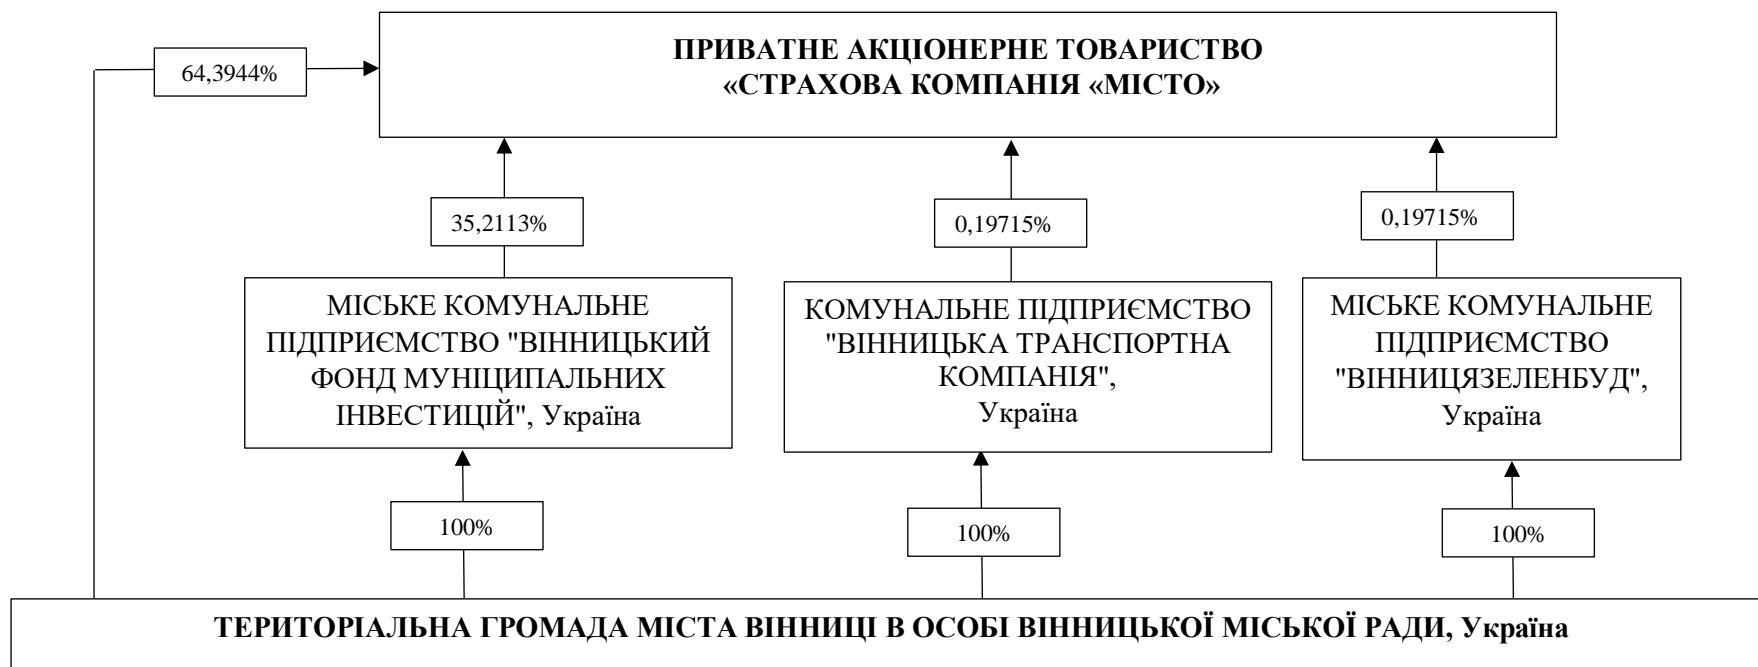 ПРИВАТНЕ АКЦІОНЕРНЕ ТОВАРИСТВО
«СТРАХОВА КОМПАНІЯ «МІСТО»
64,3944%
35,2113%
0,19715%
0,19715%
МІСЬКЕ КОМУНАЛЬНЕ
ПІДПРИЄМСТВО "ВІННИЦЬКИЙ
ФОНД МУНІЦИПАЛЬНИХ
ІНВЕСТИЦІЙ", Україна
КОМУНАЛЬНЕ ПІДПРИЄМСТВО
"ВІННИЦЬКА ТРАНСПОРТНА
КОМПАНІЯ",
Україна
МІСЬКЕ КОМУНАЛЬНЕ
ПІДПРИЄМСТВО
"ВІННИЦЯЗЕЛЕНБУД",
Україна
100%
100%
100%
ТЕРИТОРІАЛЬНА ГРОМАДА МІСТА ВІННИЦІ В ОСОБІ ВІННИЦЬКОЇ МІСЬКОЇ РАДИ, Україна